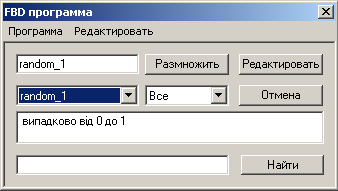 FBD программа
Программа Редактировать
random_1 Размножить Редактировать
random_1 Все Отмена
випадково від 0 до 1
Найти